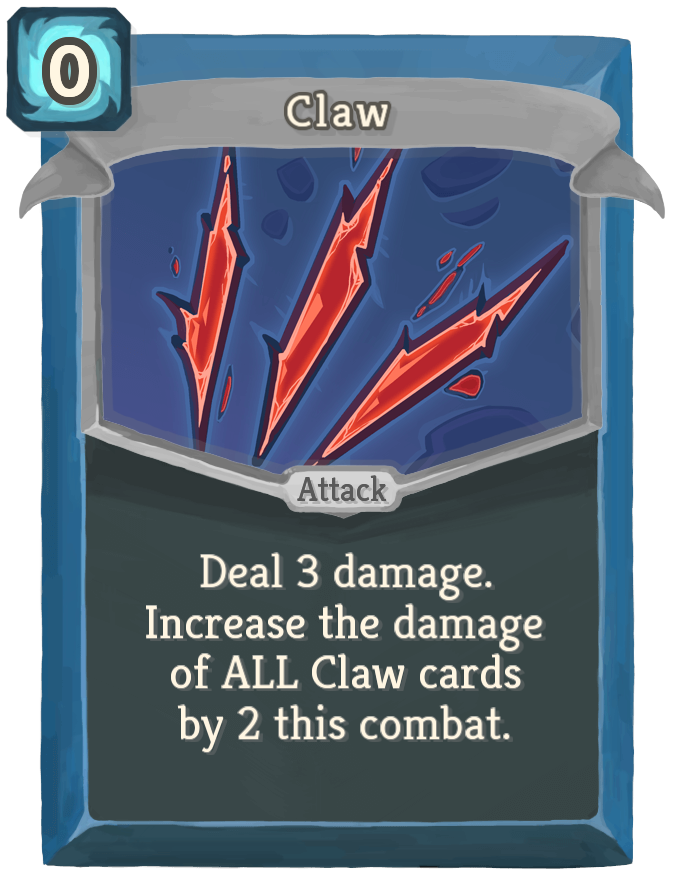 0
Claw
Attack
Deal 3 damage.
Increase the damage
of ALL Claw cards
by 2 this combat.